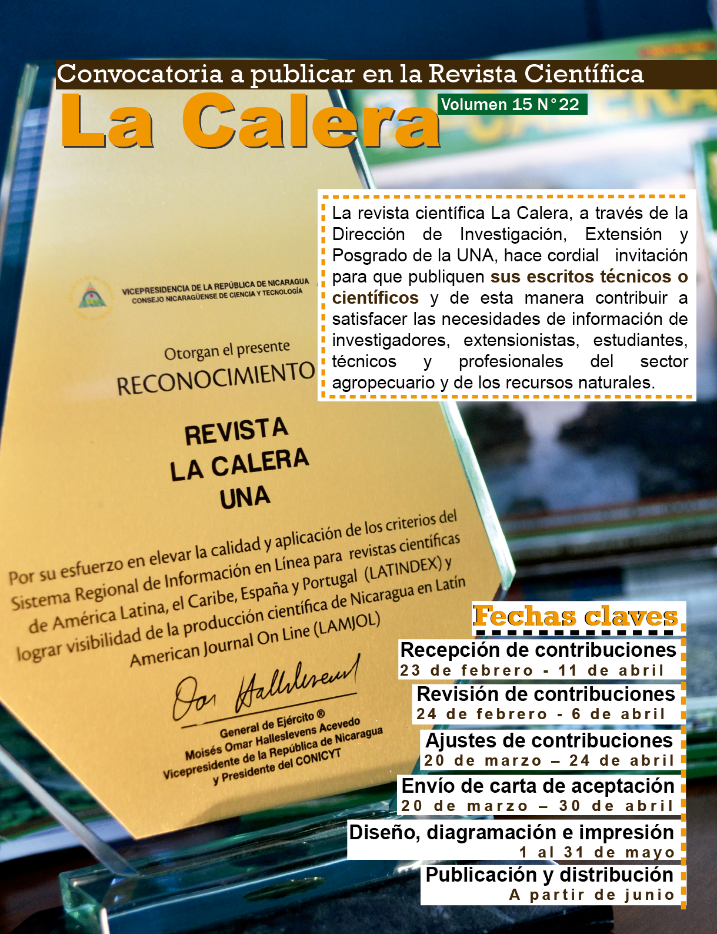 Convocatoria a publicar en la Revista Científica
La Calera
Volumen 15 N°22
La revista científica La Calera, a través de la
Dirección de Investigación, Extensión y
Posgrado de la UNA, hace cordial invitación
para que publiquen sus escritos técnicos o
científicos y de esta manera contribuir a
satisfacer las necesidades de información de
investigadores, extensionistas, estudiantes,
técnicos y profesionales del sector
agropecuario y de los recursos naturales.
VICEPRESIDENCIA DE LA REPÚBLICA DE NICARAGUA
CONSEJO NICARAGÜENSE DE CIENCIA Y TECNOLOGÍA
Otorgan el presente
RECONOCIMIENTO
REVISTA
LA CALERA
UNA
Por su esfuerzo en elevar la calidad y aplicación de los criterios del
Sistema Regional de Información en Línea para revistas científicas
de América Latina, el Caribe, España y Portugal (LATINDEX) y
lograr visibilidad de la producción científica de Nicaragua en Latín
American Journal On Line (LAMJOL)
General de Ejército ®
Moisés Omar Halleslevens Acevedo
Vicepresidente de la República de Nicaragua
y Presidente del CONICYT
Fechas claves
Recepción de contribuciones
23 de febrero - 11 de abril
Revisión de contribuciones
24 de febrero - 6 de abril
Ajustes de contribuciones
20 de marzo – 24 de abril
Envío de carta de aceptación
20 de marzo – 30 de abril
Diseño, diagramación e impresión
1 al 31 de mayo
Publicación y distribución
A partir de junio